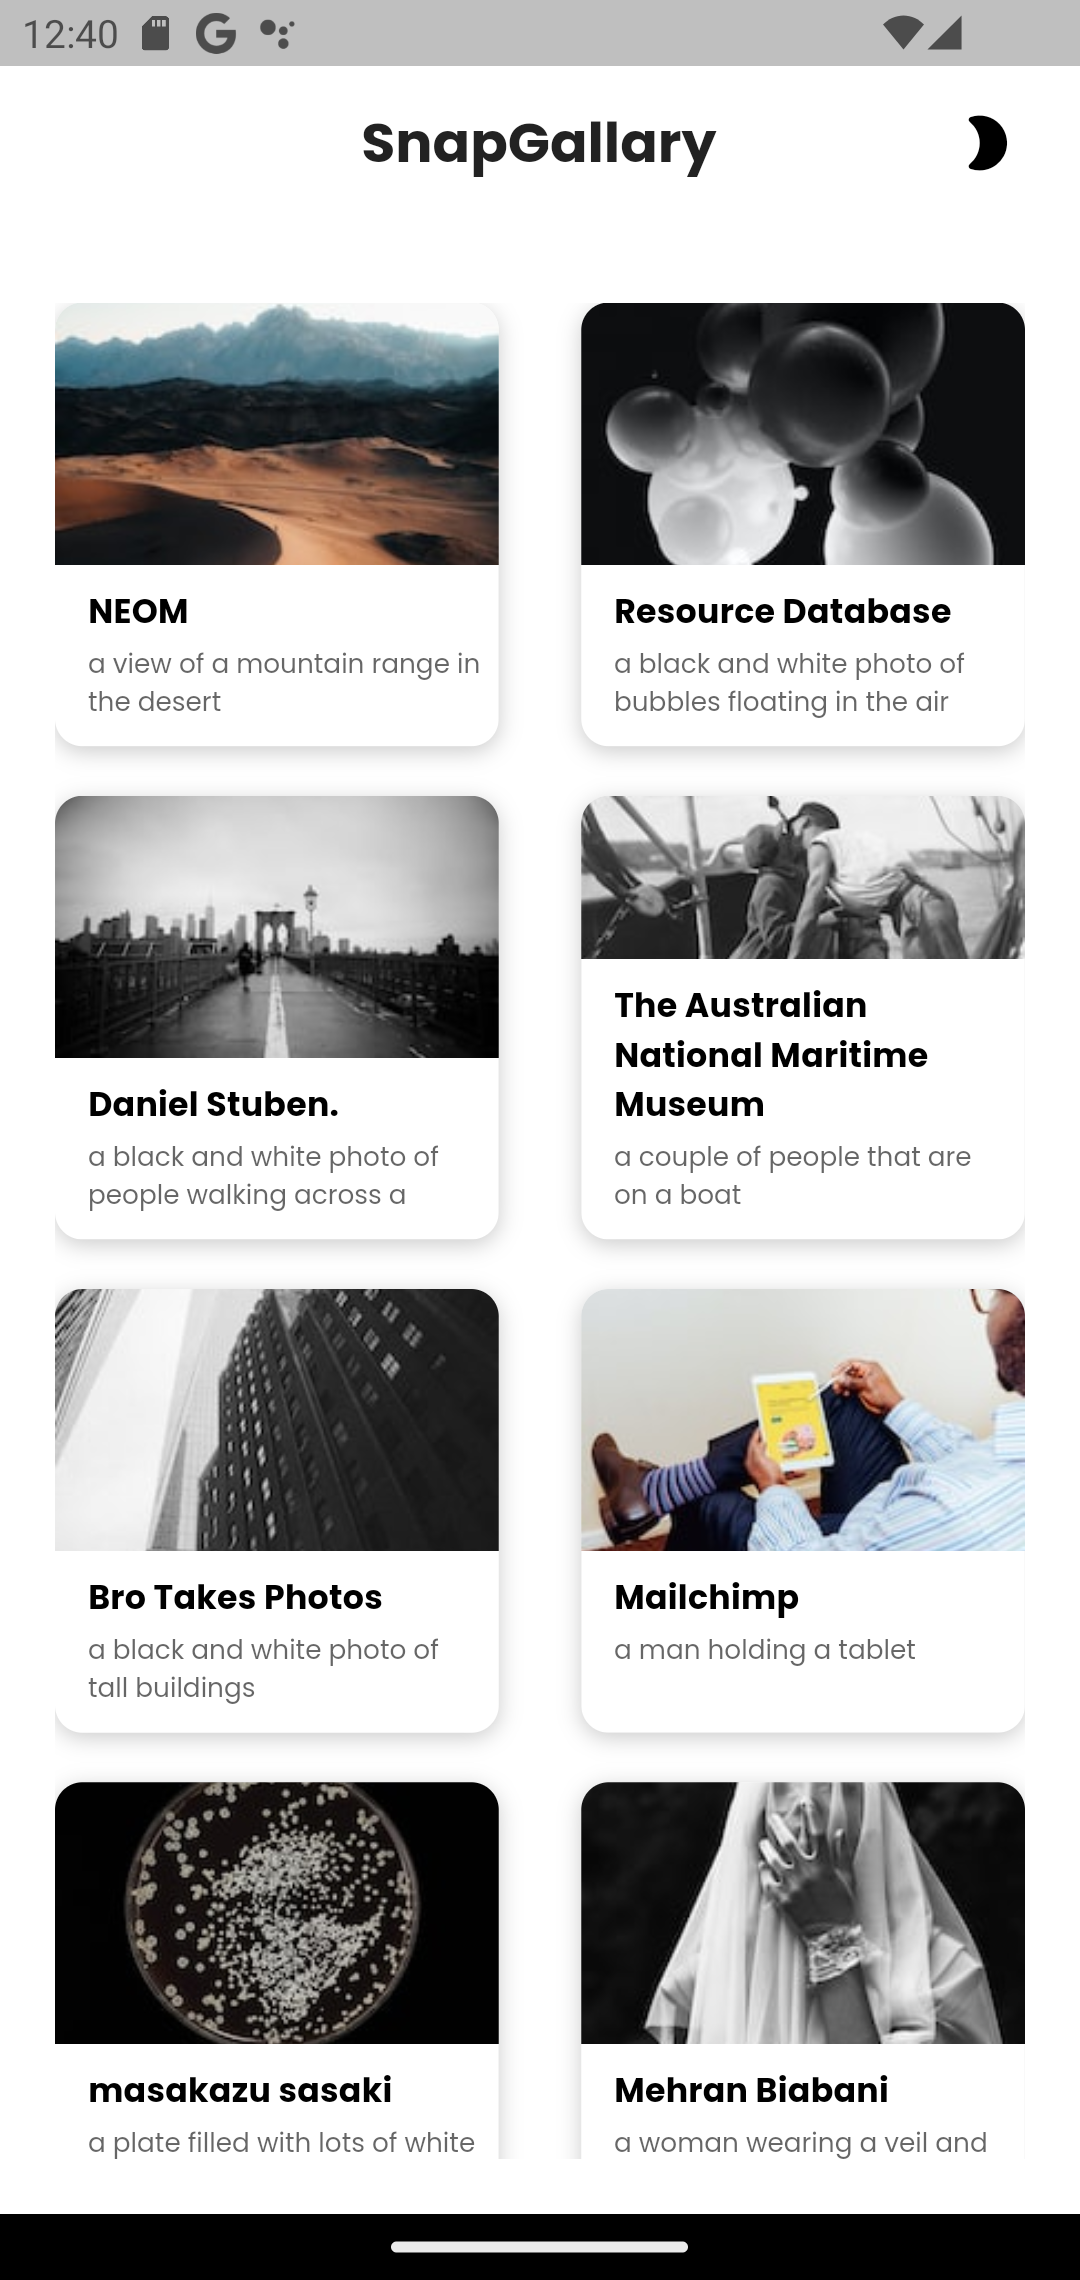 12:40
SnapGallary
NEOM
a view of a mountain range in
the desert
Resource Database
a black and white photo of
bubbles floating in the air
Daniel Stuben.
a black and white photo of
people walking across a
The Australian
National Maritime
Museum
a couple of people that are
on a boat
Bro Takes Photos
a black and white photo of
tall buildings
Mailchimp
a man holding a tablet
masakazu sasaki
a plate filled with lots of white
Mehran Biabani
a woman wearing a veil and